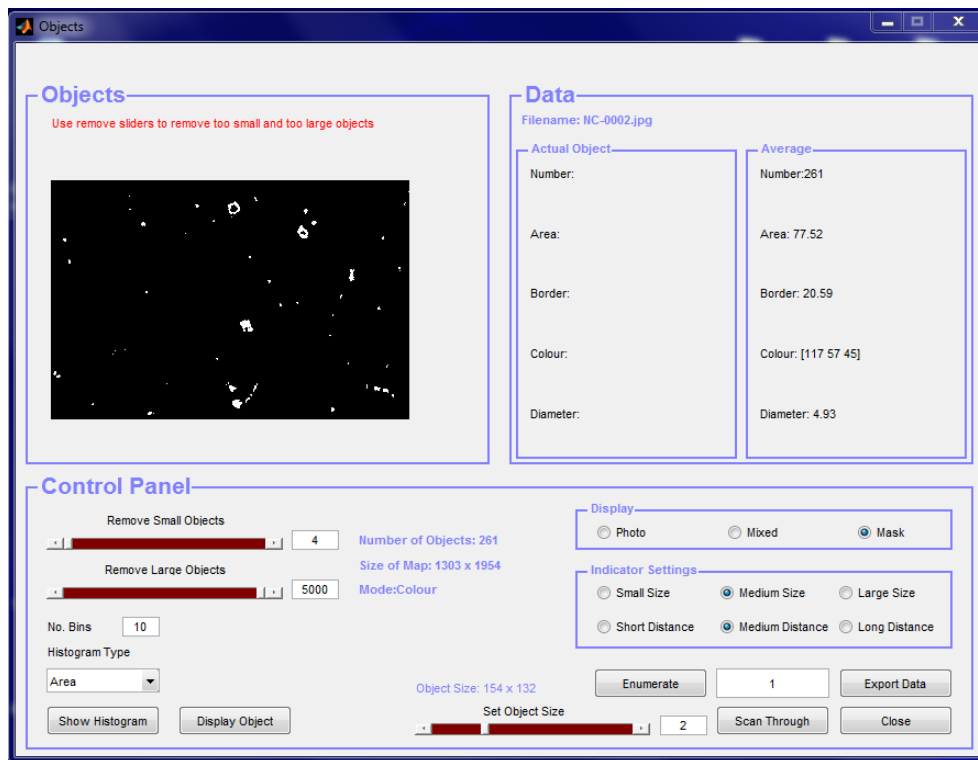 Objects
Objects
Use remove sliders to remove too small and too large objects
Data
Filename: NC-0002.jpg
Actual Object
Number:
Area:
Border:
Colour:
Diameter:
Average
Number:261
Area: 77.52
Border: 20.59
Colour: [117 57 45]
Diameter: 4.93
Control Panel
Remove Small Objects
4
Remove Large Objects
5000
Number of Objects: 261
Size of Map: 1303 x 1954
Mode:Colour
No. Bins 10
Histogram Type
Area
Show Histogram
Display Object
Object Size: 154 x 132
Set Object Size
2
Display
Photo Mixed Mask
Indicator Settings
Small Size Medium Size Large Size
Short Distance Medium Distance Long Distance
Enumerate 1 Export Data
Scan Through Close